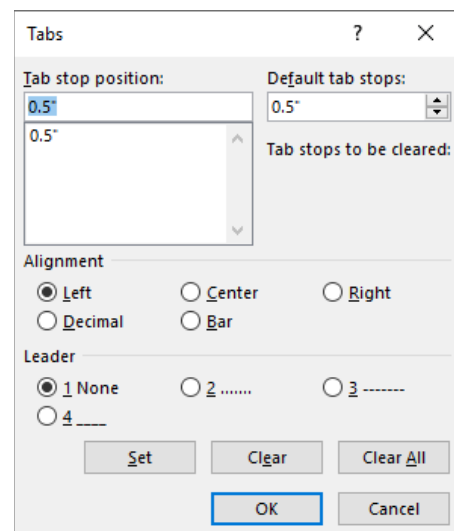 Tabs ?
Tab stop position: Default tab stops:
0.5" 0.5"
0.5"
Tab stops to be cleared:
Alignment
Left Center Right
Decimal Bar
Leader
1 None 2 ....... 3 -------
4 ____
Set Clear Clear All
OK Cancel